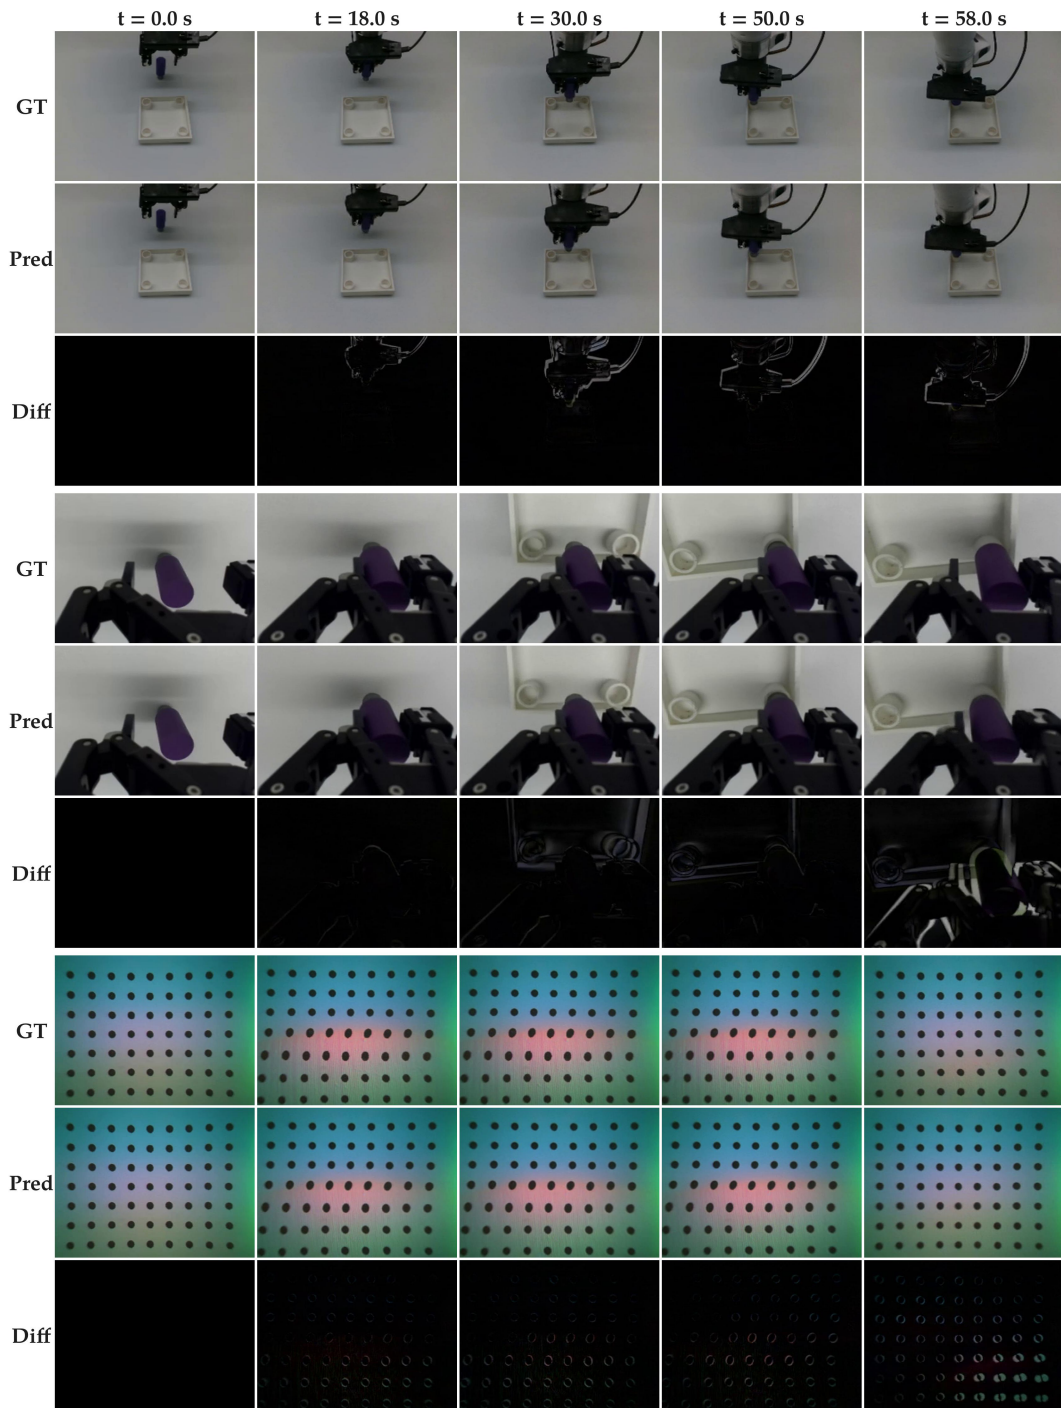 t = 0.0 s t = 18.0 s t = 30.0 s t = 50.0 s t = 58.0 s
GT
Pred
Diff
GT
Pred
Diff
GT
Pred
Diff